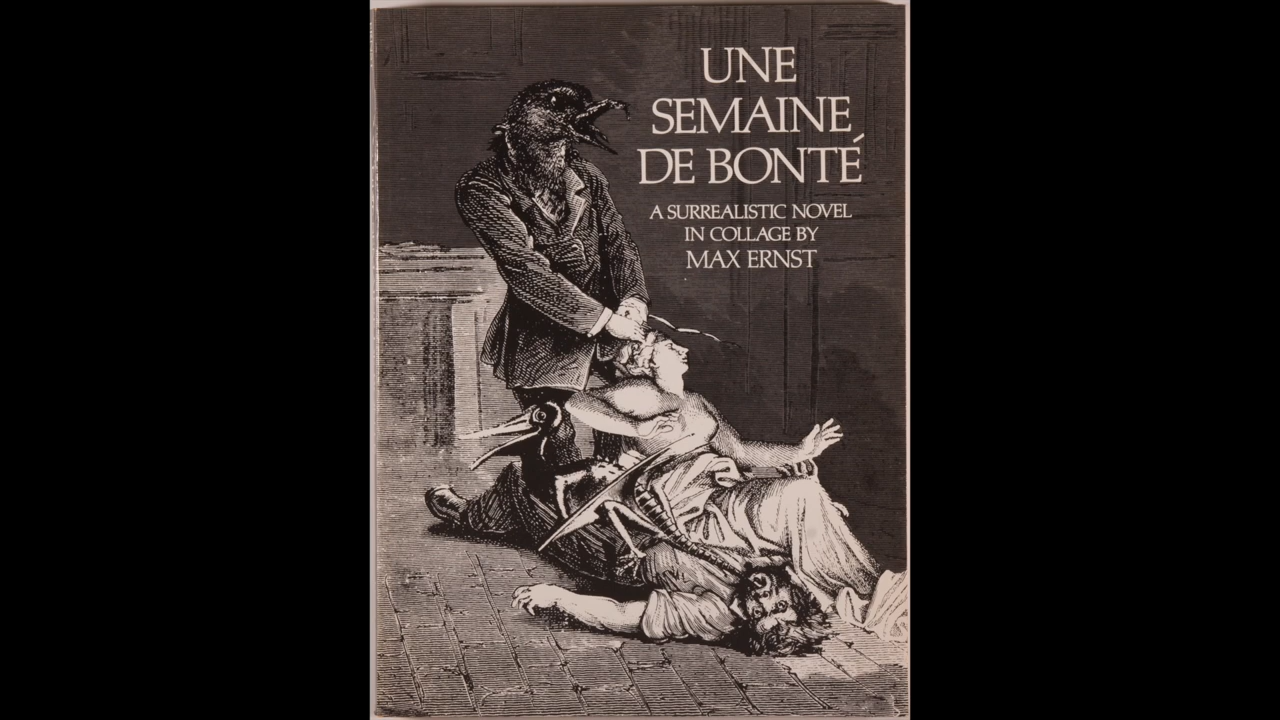 UNE
SEMAINE
DE BONTÉ
A SURREALISTIC NOVEL
IN COLLAGE BY
MAX ERNST